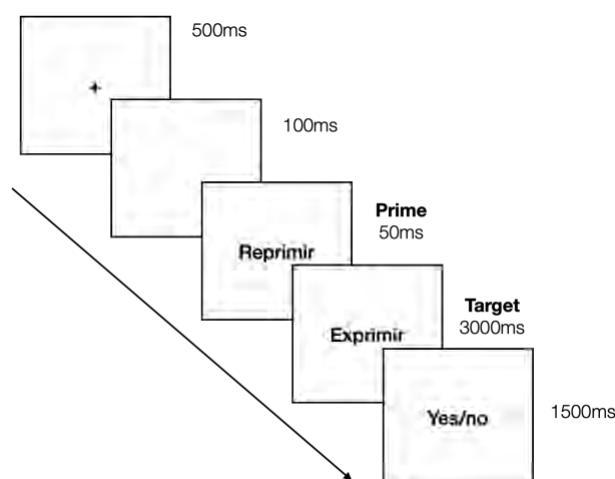 500ms
+
100ms
Prime
50ms
Reprimir
Target
3000ms
Exprimir
Yes/no
1500ms